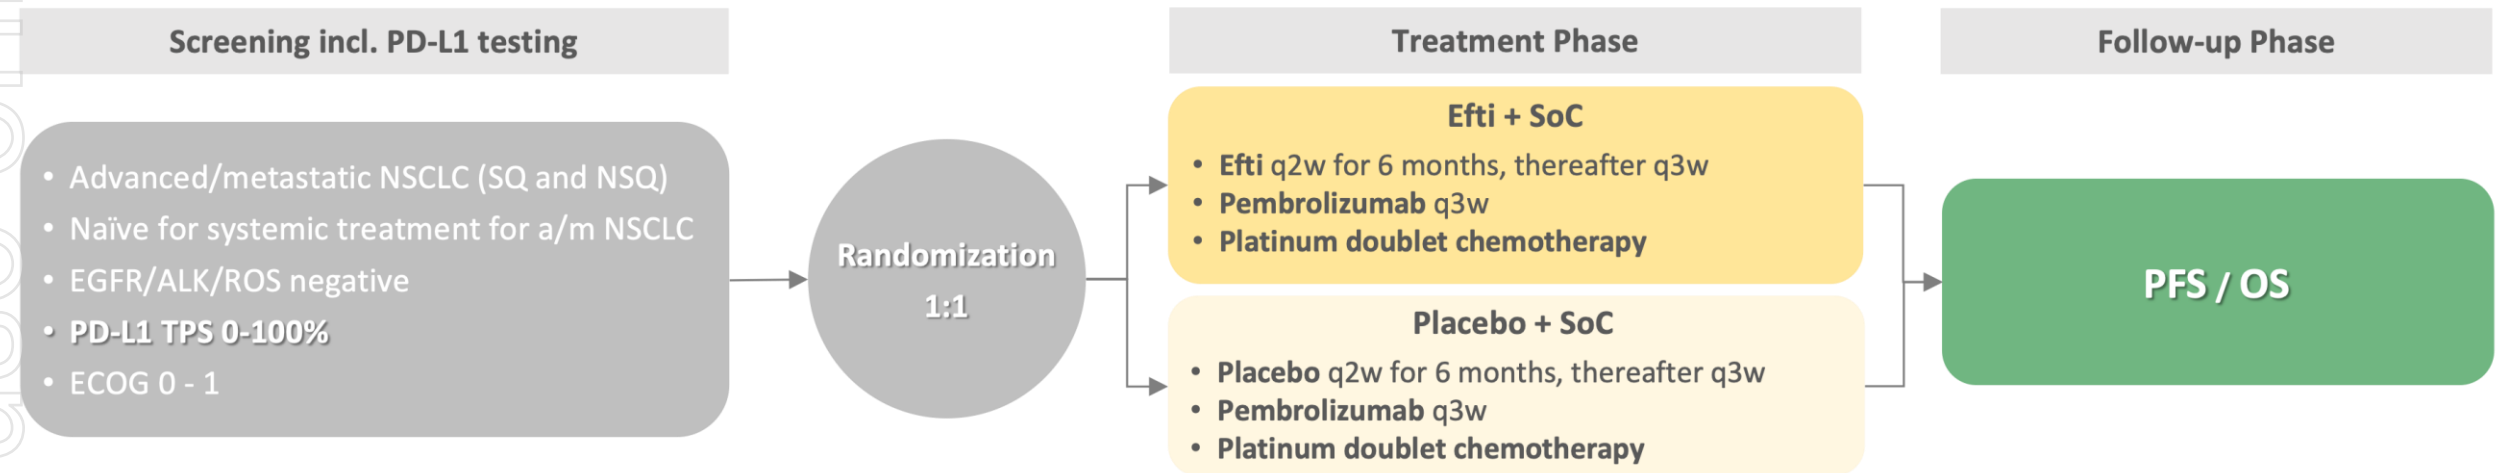 Screening incl. PD-L1 testing
• Advanced/metastatic NSCLC (SQ and NSQ)
• Naïve for systemic treatment for a/m NSCLC
• EGFR/ALK/ROS negative
• PD-L1 TPS 0-100%
• ECOG 0 - 1
Randomization
1:1
Treatment Phase
Efti + SoC
• Efti q2w for 6 months, thereafter q3w
• Pembrolizumab q3w
• Platinum doublet chemotherapy
Placebo + SoC
• Placebo q2w for 6 months, thereafter q3w
• Pembrolizumab q3w
• Platinum doublet chemotherapy
Follow-up Phase
PFS / OS